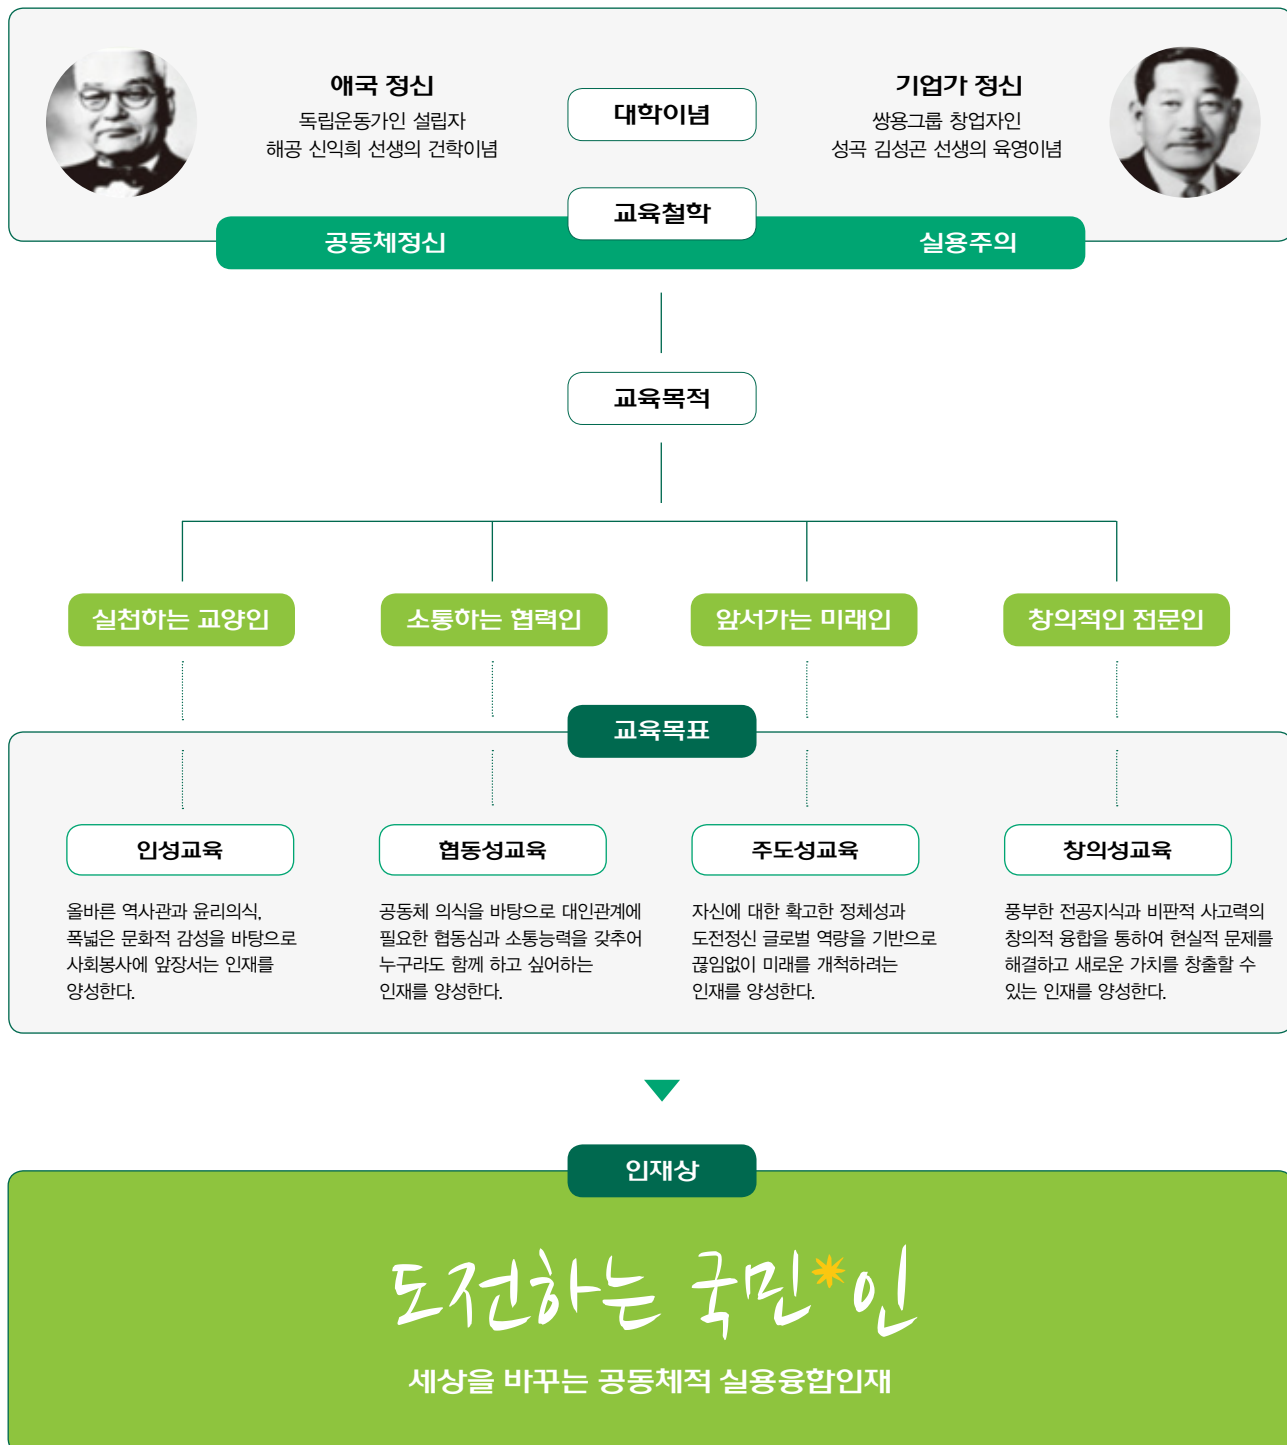 애국 정신
독립운동가인 설립자
해공 신익희 선생의 건학이념
대학이념
기업가 정신
쌍용그룹 창업자인
성곡 김성곤 선생의 육영이념
교육철학
공동체정신
실용주의
교육목적
실천하는 교양인
소통하는 협력인
앞서가는 미래인
창의적인 전문인
교육목표
인성교육
올바른 역사관과 윤리의식,
폭넓은 문화적 감성을 바탕으로
사회봉사에 앞장서는 인재를
양성한다.
협동성교육
공동체 의식을 바탕으로 대인관계에
필요한 협동심과 소통능력을 갖추어
누구라도 함께 하고 싶어하는
인재를 양성한다.
주도성교육
자신에 대한 확고한 정체성과
도전정신 글로벌 역량을 기반으로
끊임없이 미래를 개척하려는
인재를 양성한다.
창의성교육
풍부한 전공지식과 비판적 사고력의
창의적 융합을 통하여 현실적 문제를
해결하고 새로운 가치를 창출할 수
있는 인재를 양성한다.
인재상
도전하는 국민*인
세상을 바꾸는 공동체적 실용융합인재